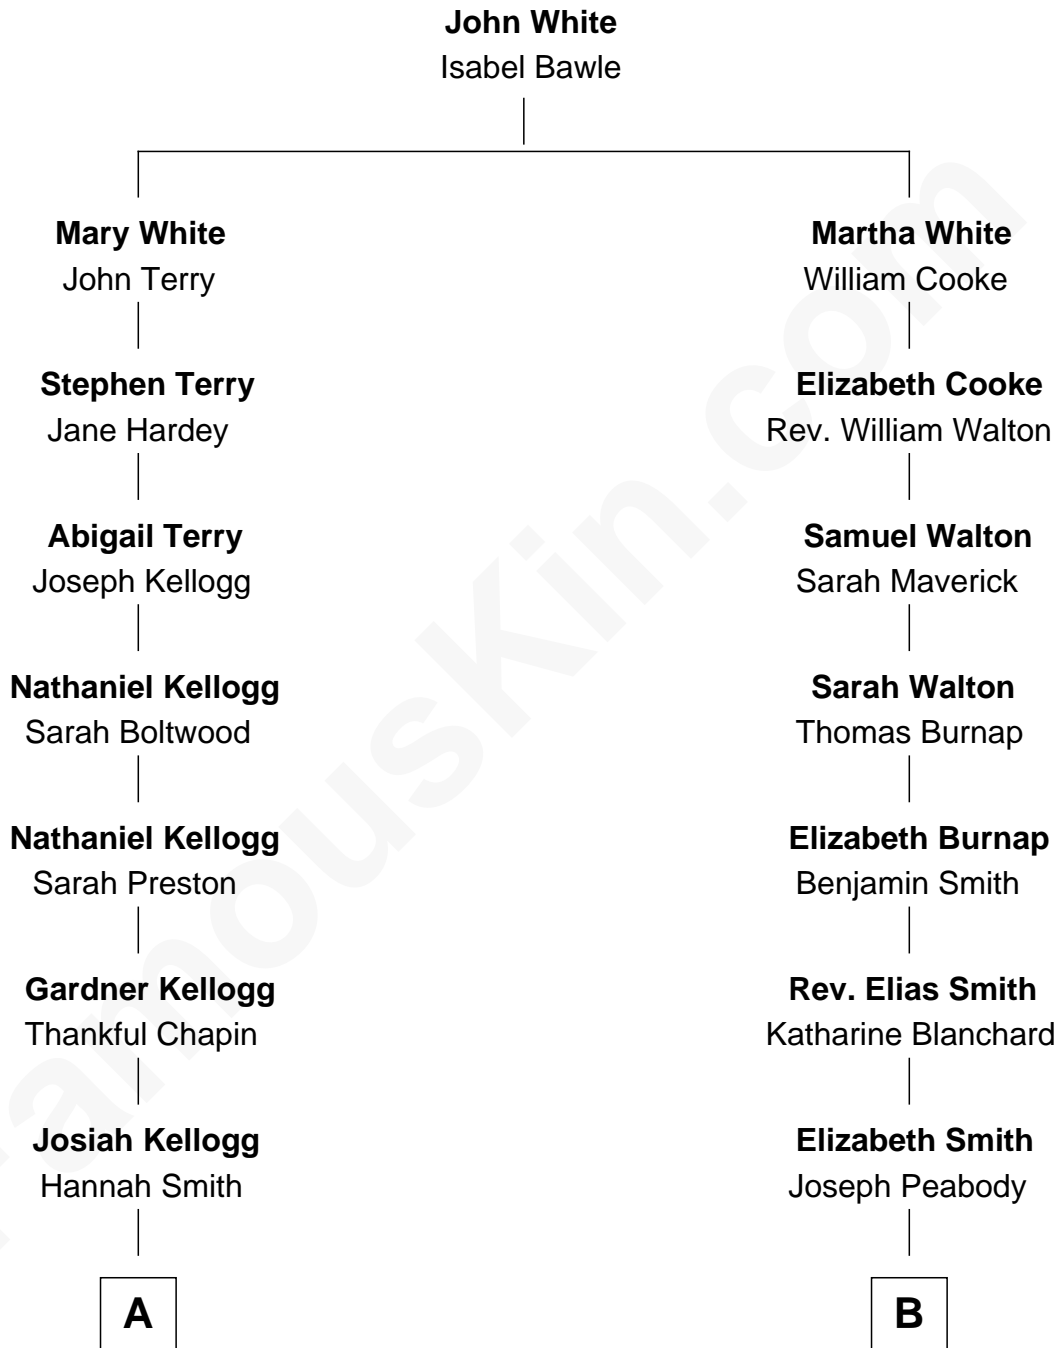 John White
Isabel Bawle
Mary White
John Terry
Stephen Terry
Jane Hardey
Abigail Terry
Joseph Kellogg
Nathaniel Kellogg
Sarah Boltwood
Nathaniel Kellogg
Sarah Preston
Gardner Kellogg
Thankful Chapin
Josiah Kellogg
Hannah Smith
A
Martha White
William Cooke
Elizabeth Cooke
Rev. William Walton
Samuel Walton
Sarah Maverick
Sarah Walton
Thomas Burnap
Elizabeth Burnap
Benjamin Smith
Rev. Elias Smith
Katharine Blanchard
Elizabeth Smith
Joseph Peabody
B
FamousKin.com